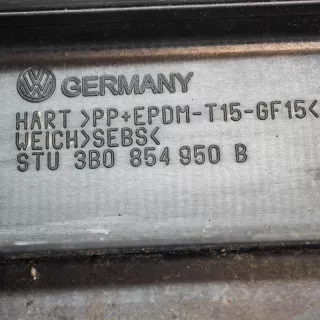 GERMANY
HART >PP+EPDM-T15-GF15<
WEICH>SEBS<
STU 3B0 854 950 B